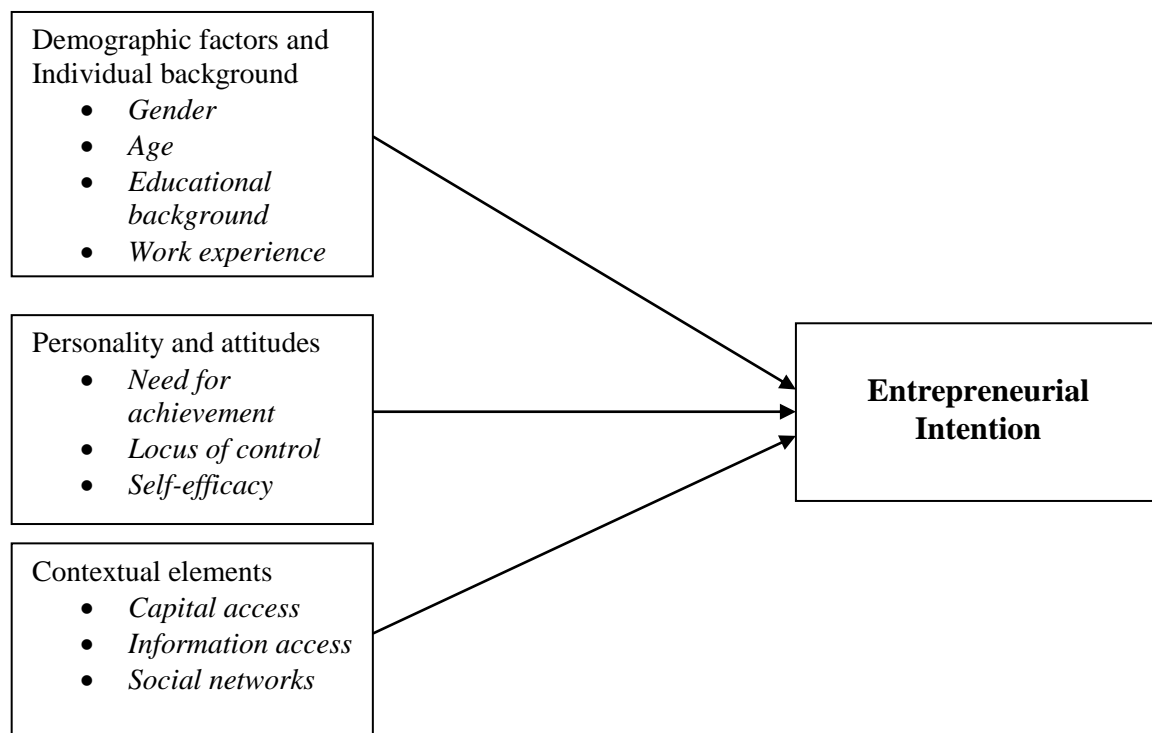 Demographic factors and
Individual background
• Gender
• Age
• Educational
background
• Work experience
Personality and attitudes
• Need for
achievement
• Locus of control
• Self-efficacy
Contextual elements
• Capital access
• Information access
• Social networks
Entrepreneurial
Intention